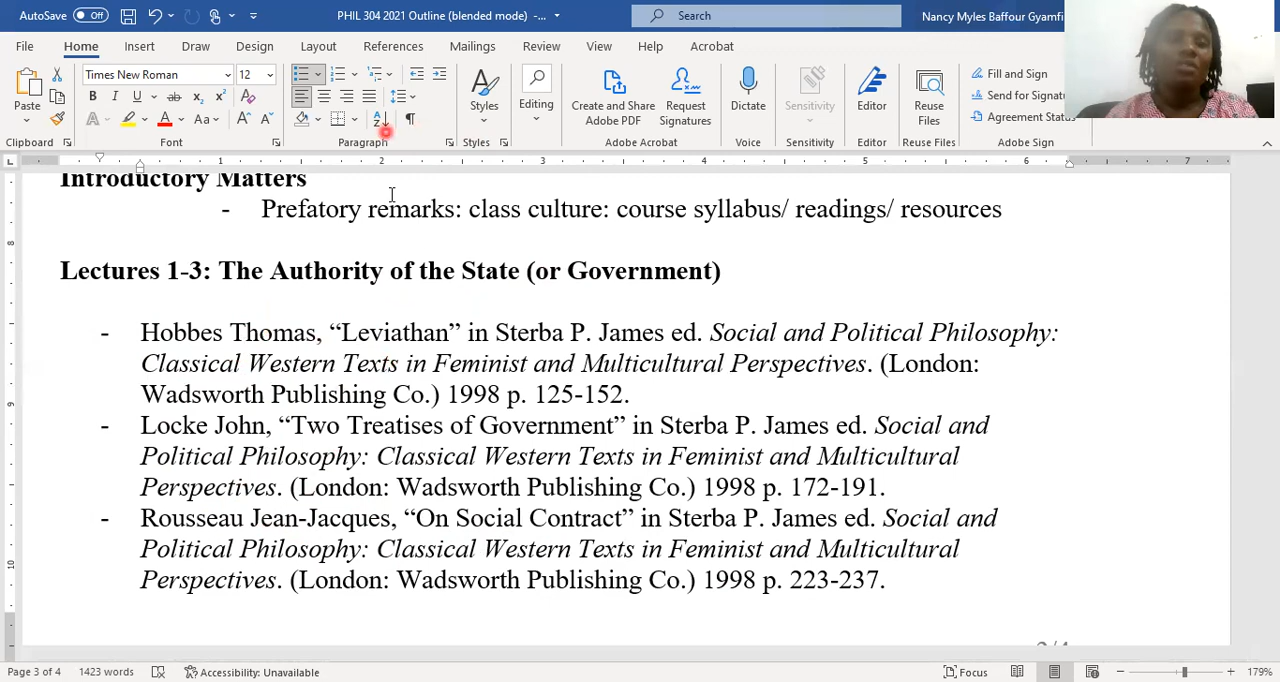 AutoSave Off PHIL 304 2021 Outline (blended mode) -... Search Nancy Myles Baffour Gyamfi
File Home Insert Draw Design Layout References Mailings Review View Help Acrobat
Times New Roman 12
Paste Styles Editing Create and Share Adobe PDF Request Signatures Dictate Sensitivity Editor Reuse Files Fill and Sign
Send for Signatu
Agreement Status
Font Paragraph Styles Adobe Acrobat Voice Sensitivity Editor Reuse Files Adobe Sign
1 2 3 4 5 6 7
Introductory Matters
- Prefatory remarks: class culture: course syllabus/ readings/ resources
Lectures 1-3: The Authority of the State (or Government)
- Hobbes Thomas, “Leviathan” in Sterba P. James ed. Social and Political Philosophy:
Classical Western Texts in Feminist and Multicultural Perspectives. (London:
Wadsworth Publishing Co.) 1998 p. 125-152.
- Locke John, “Two Treatises of Government” in Sterba P. James ed. Social and
Political Philosophy: Classical Western Texts in Feminist and Multicultural
Perspectives. (London: Wadsworth Publishing Co.) 1998 p. 172-191.
- Rousseau Jean-Jacques, “On Social Contract” in Sterba P. James ed. Social and
Political Philosophy: Classical Western Texts in Feminist and Multicultural
Perspectives. (London: Wadsworth Publishing Co.) 1998 p. 223-237.
Page 3 of 4 1423 words Accessibility: Unavailable Focus 179%